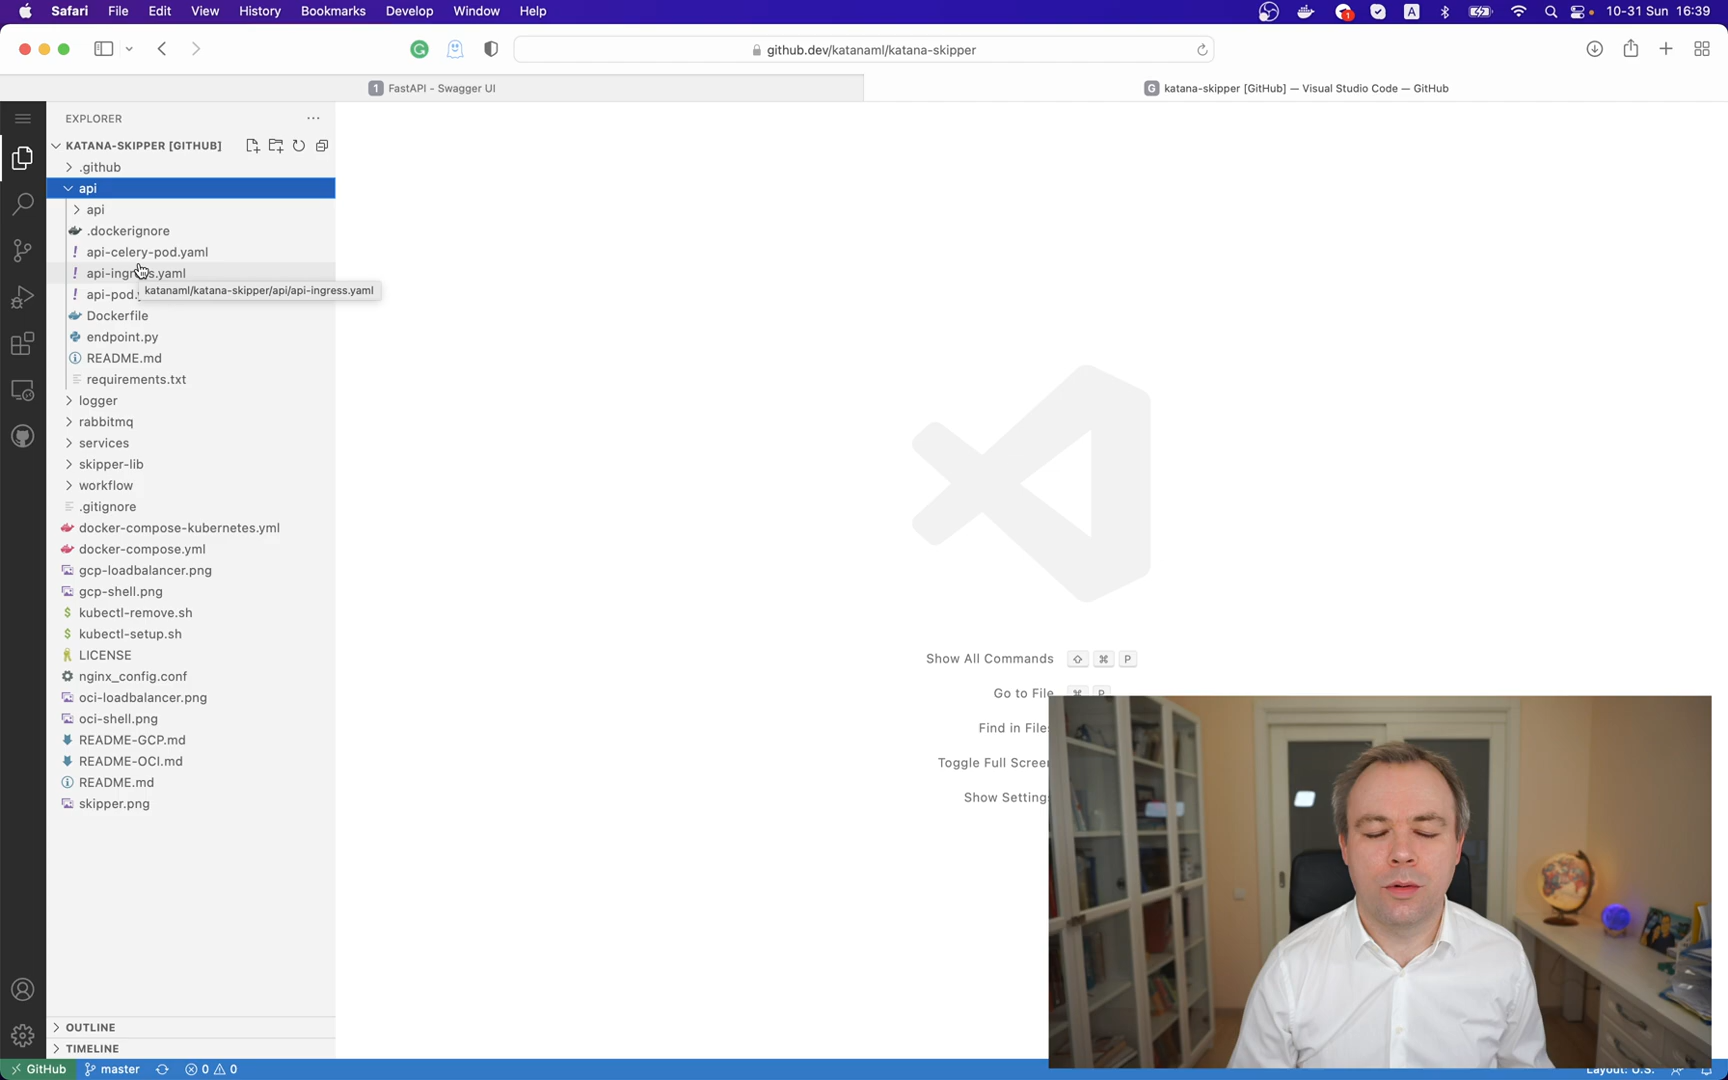 Safari File Edit View History Bookmarks Develop Window Help
1 A 10-31 Sun 16:39
github.dev/katanaml/katana-skipper
1 FastAPI - Swagger UI
G katana-skipper [GitHub] — Visual Studio Code — GitHub
EXPLORER
KATANA-SKIPPER [GITHUB]
.github
api
api
.dockerignore
api-celery-pod.yaml
api-ingress.yaml
katanaml/katana-skipper/api/api-ingress.yaml
api-pod.
Dockerfile
endpoint.py
README.md
requirements.txt
logger
rabbitmq
services
skipper-lib
workflow
.gitignore
docker-compose-kubernetes.yml
docker-compose.yml
gcp-loadbalancer.png
gcp-shell.png
kubectl-remove.sh
kubectl-setup.sh
LICENSE
nginx_config.conf
oci-loadbalancer.png
oci-shell.png
README-GCP.md
README-OCI.md
README.md
skipper.png
Show All Commands ⇧ ⌘ P
Go to File ⌘ P
Find in Files
Toggle Full Screen
Show Settings
OUTLINE
TIMELINE
GitHub master 0 0
Layout: U.S.